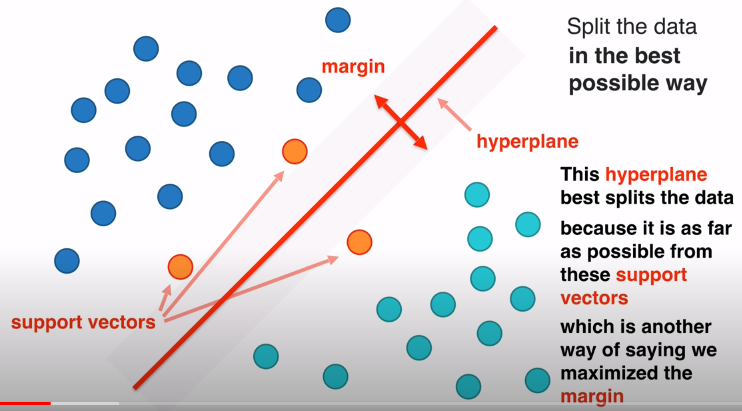 Split the data
in the best
possible way
margin
hyperplane
This hyperplane
best splits the data
because it is as far
as possible from
these support
vectors
support vectors
which is another
way of saying we
maximized the
margin